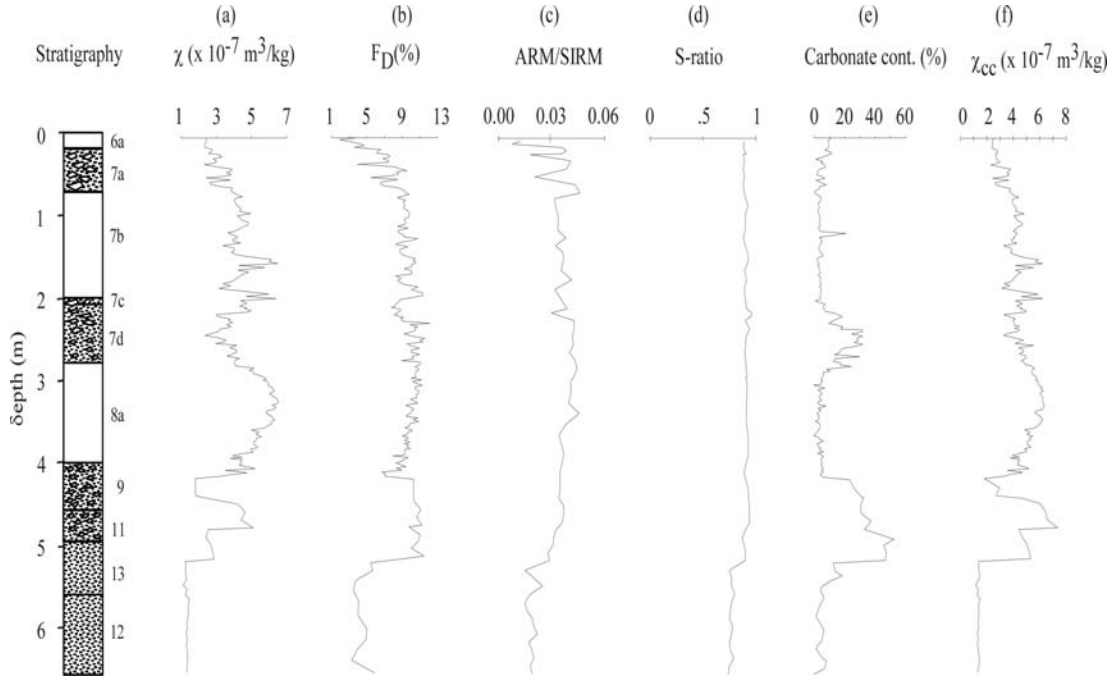 (a) (b) (c) (d) (e) (f)
Stratigraphy χ (x 10⁻⁷ m³/kg) F_D(%) ARM/SIRM S-ratio Carbonate cont. (%) χ_cc (x 10⁻⁷ m³/kg)
1 3 5 7 1 5 9 13 0.00 0.03 0.06 0 .5 1 0 20 40 60 0 2 4 6 8
0 6a
7a
1
7b
2 7c
7d
3
8a
4
9
11
5
13
6 12
δepth (m)